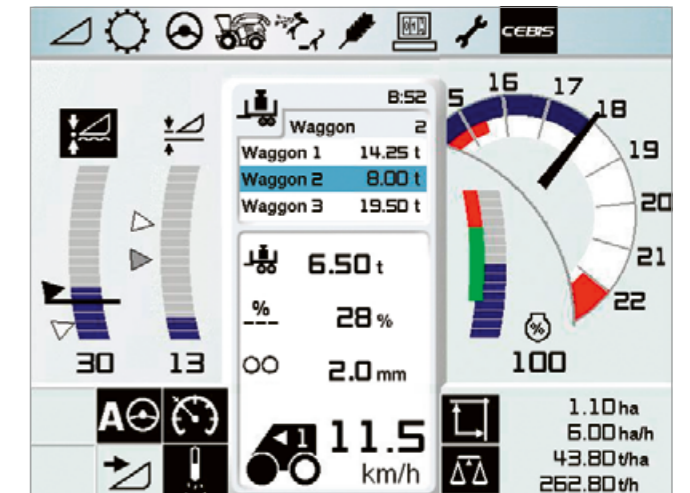 CEBIS
8:52
Waggon 2
Waggon 1 14.25 t
Waggon 2 8.00 t
Waggon 3 19.50 t
6.50 t
% 28 %
2.0 mm
1 11.5
km/h
30 13
A
5 16 17 18 19 20 21 22
%
100
1.10 ha
6.00 ha/h
43.80 t/ha
262.80 t/h